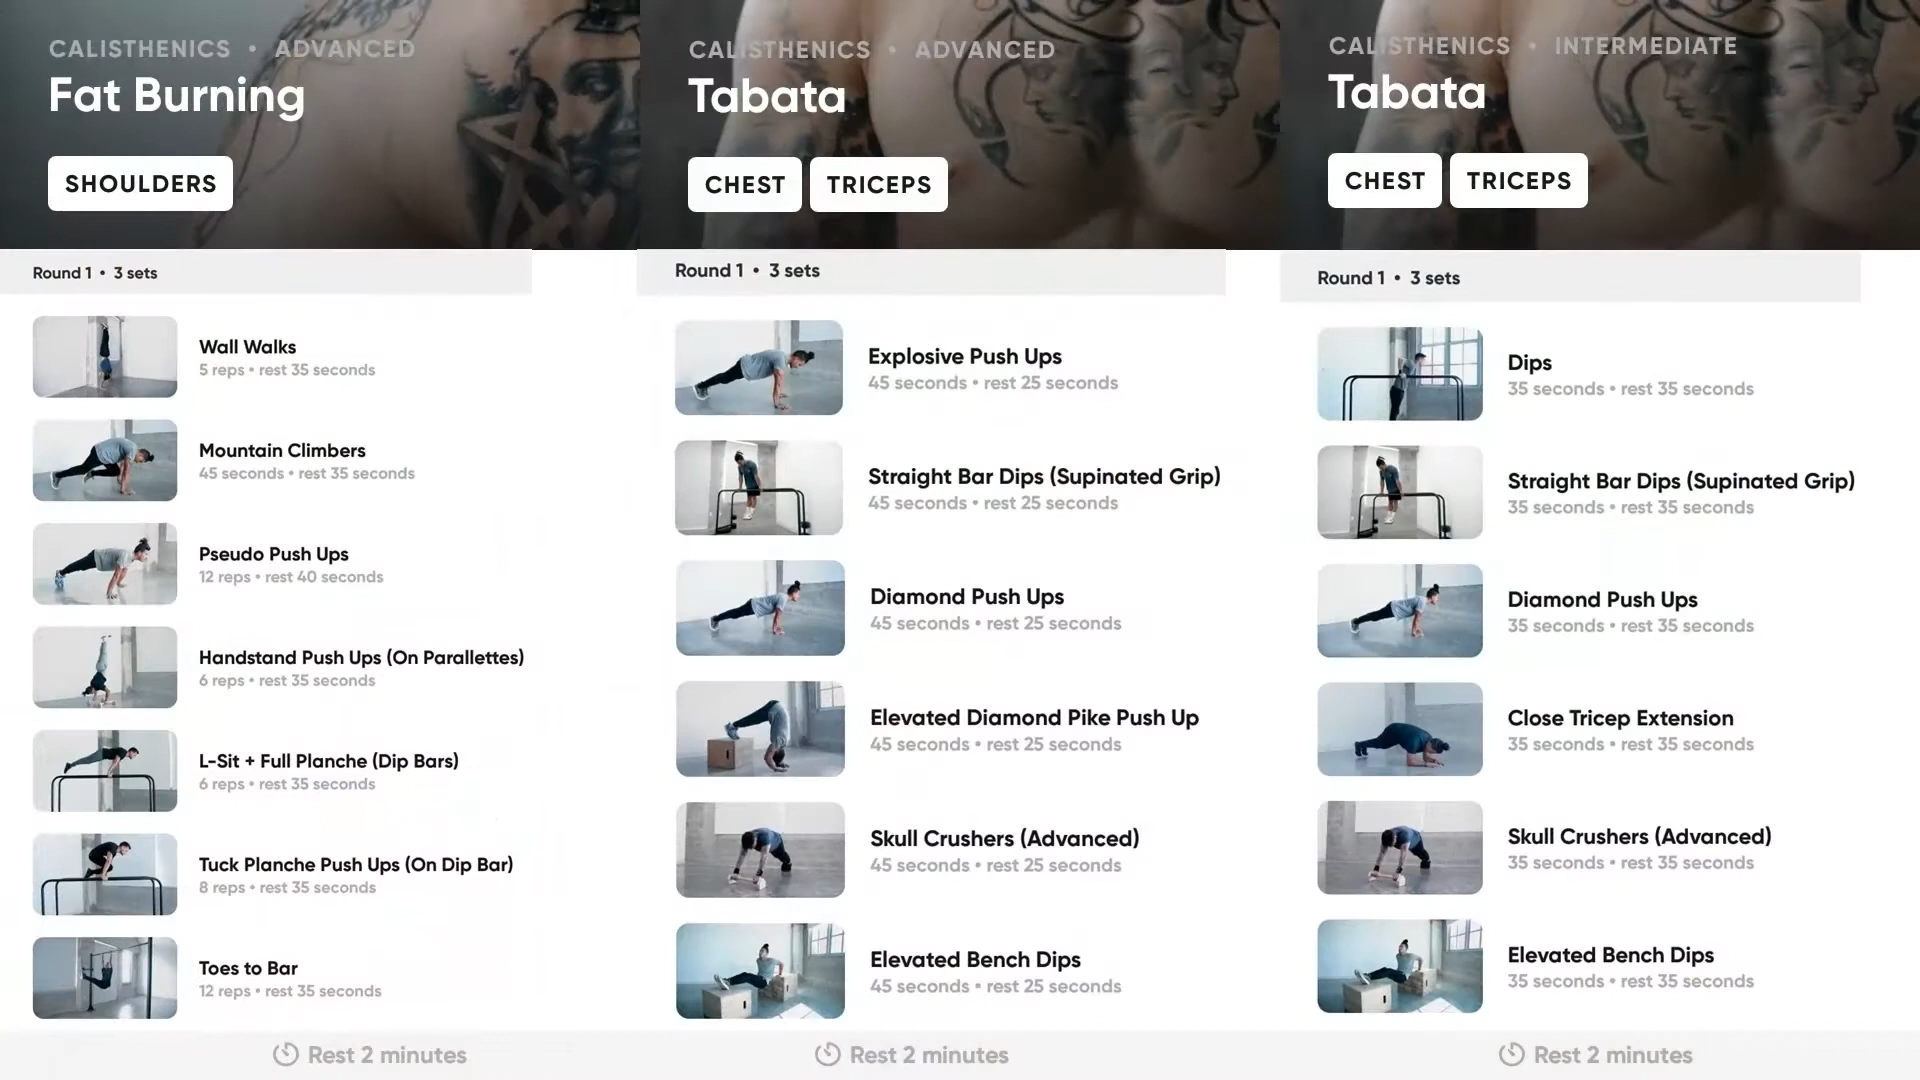 CALISTHENICS • ADVANCED
Fat Burning
SHOULDERS
Round 1 • 3 sets
Wall Walks
5 reps • rest 35 seconds
Mountain Climbers
45 seconds • rest 35 seconds
Pseudo Push Ups
12 reps • rest 40 seconds
Handstand Push Ups (On Parallettes)
6 reps • rest 35 seconds
L-Sit + Full Planche (Dip Bars)
6 reps • rest 35 seconds
Tuck Planche Push Ups (On Dip Bar)
8 reps • rest 35 seconds
Toes to Bar
12 reps • rest 35 seconds
Rest 2 minutes
CALISTHENICS • ADVANCED
Tabata
CHEST TRICEPS
Round 1 • 3 sets
Explosive Push Ups
45 seconds • rest 25 seconds
Straight Bar Dips (Supinated Grip)
45 seconds • rest 25 seconds
Diamond Push Ups
45 seconds • rest 25 seconds
Elevated Diamond Pike Push Up
45 seconds • rest 25 seconds
Skull Crushers (Advanced)
45 seconds • rest 25 seconds
Elevated Bench Dips
45 seconds • rest 25 seconds
Rest 2 minutes
CALISTHENICS • INTERMEDIATE
Tabata
CHEST TRICEPS
Round 1 • 3 sets
Dips
35 seconds • rest 35 seconds
Straight Bar Dips (Supinated Grip)
35 seconds • rest 35 seconds
Diamond Push Ups
35 seconds • rest 35 seconds
Close Tricep Extension
35 seconds • rest 35 seconds
Skull Crushers (Advanced)
35 seconds • rest 35 seconds
Elevated Bench Dips
35 seconds • rest 35 seconds
Rest 2 minutes